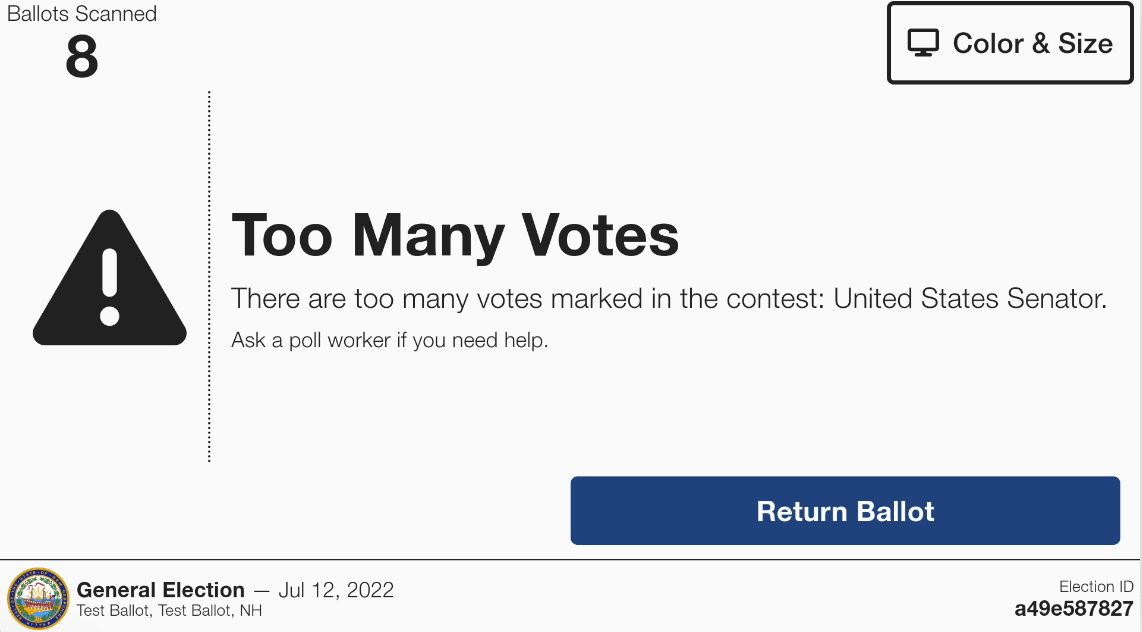 Ballots Scanned
8
Color & Size
Too Many Votes
There are too many votes marked in the contest: United States Senator.
Ask a poll worker if you need help.
Return Ballot
General Election — Jul 12, 2022
Test Ballot, Test Ballot, NH
Election ID
a49e587827